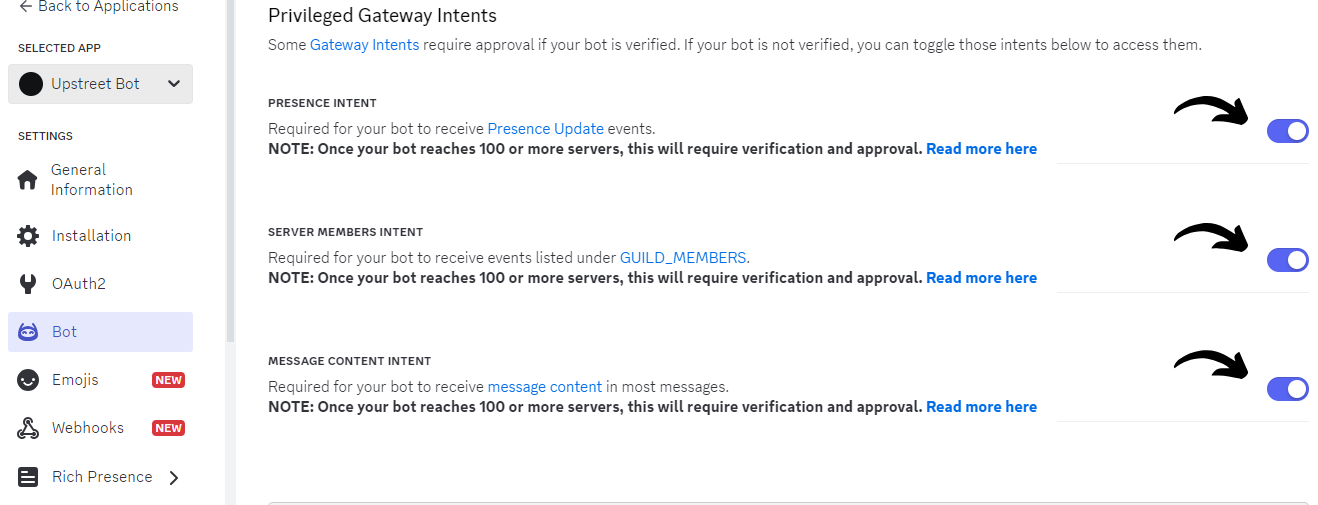 Back to Applications
SELECTED APP
Upstreet Bot
SETTINGS
General
Information
Installation
OAuth2
Bot
Emojis NEW
Webhooks NEW
Rich Presence
Privileged Gateway Intents
Some Gateway Intents require approval if your bot is verified. If your bot is not verified, you can toggle those intents below to access them.
PRESENCE INTENT
Required for your bot to receive Presence Update events.
NOTE: Once your bot reaches 100 or more servers, this will require verification and approval. Read more here
SERVER MEMBERS INTENT
Required for your bot to receive events listed under GUILD_MEMBERS.
NOTE: Once your bot reaches 100 or more servers, this will require verification and approval. Read more here
MESSAGE CONTENT INTENT
Required for your bot to receive message content in most messages.
NOTE: Once your bot reaches 100 or more servers, this will require verification and approval. Read more here